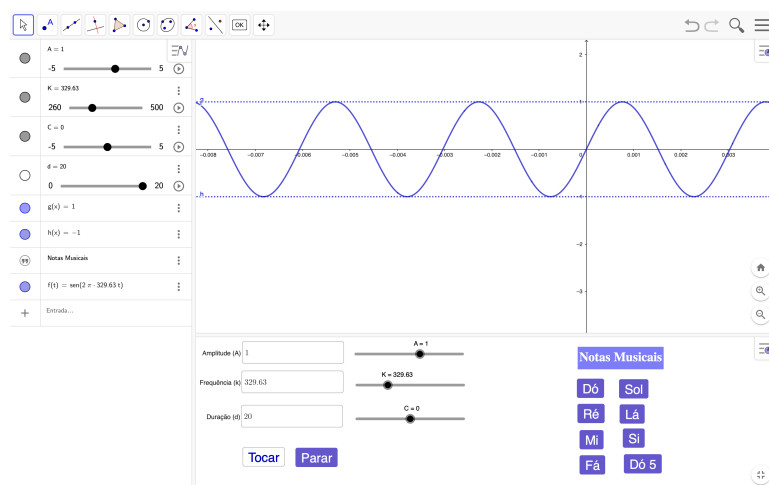 OK
A = 1
-5
5
K = 329.63
260
500
C = 0
-5
5
d = 20
0
20
g(x) = 1
h(x) = −1
Notas Musicais
f(t) = sen(2 π · 329.63 t)
Entrada...
2
1
g
−0.008
−0.007
−0.006
−0.005
−0.004
−0.003
−0.002
−0.001
0
0.001
0.002
0.003
h
−1
−2
−3
Amplitude (A)
1
A = 1
Frequência (k)
329.63
K = 329.63
Duração (d)
20
C = 0
Tocar
Parar
Notas Musicais
Dó
Sol
Ré
Lá
Mi
Si
Fá
Dó 5